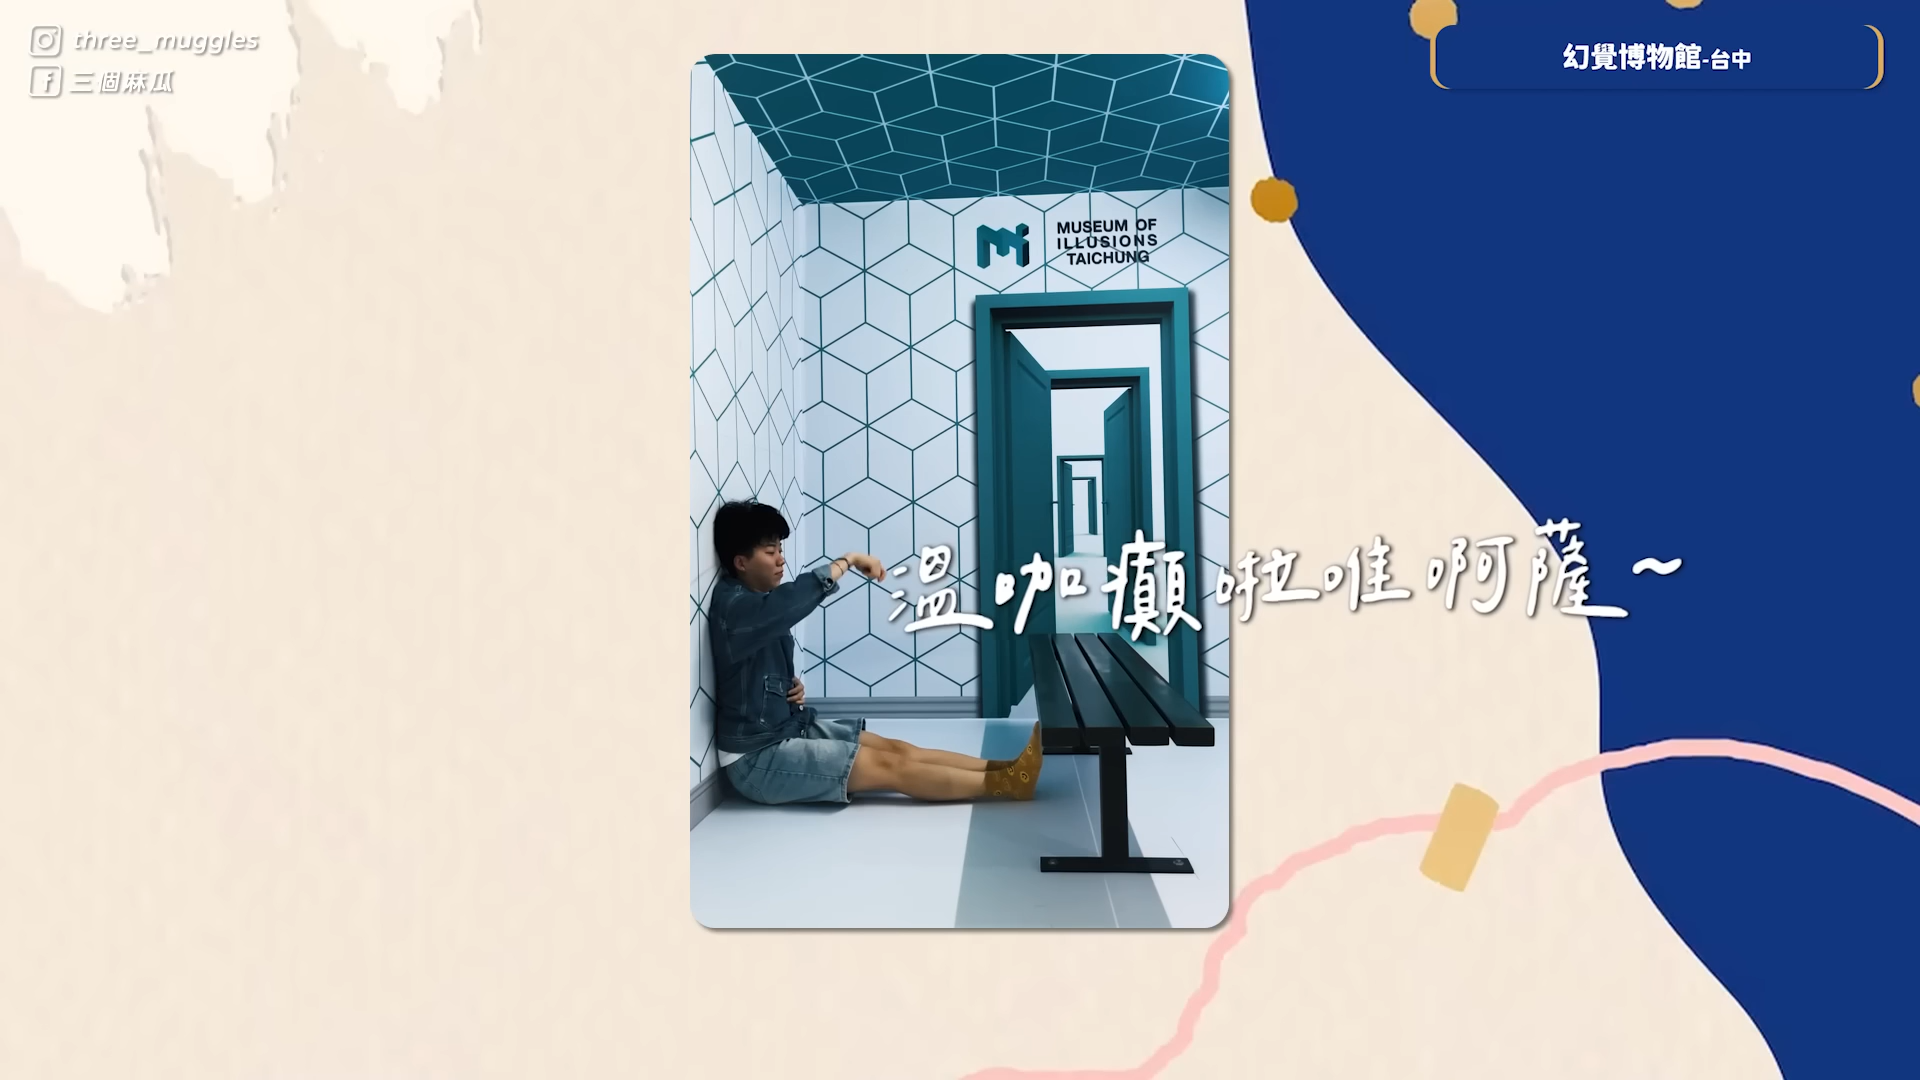 three_muggles
三個麻瓜
幻覺博物館-台中
MUSEUM OF
ILLUSIONS
TAICHUNG
溫咖癲啦唯啊薩~